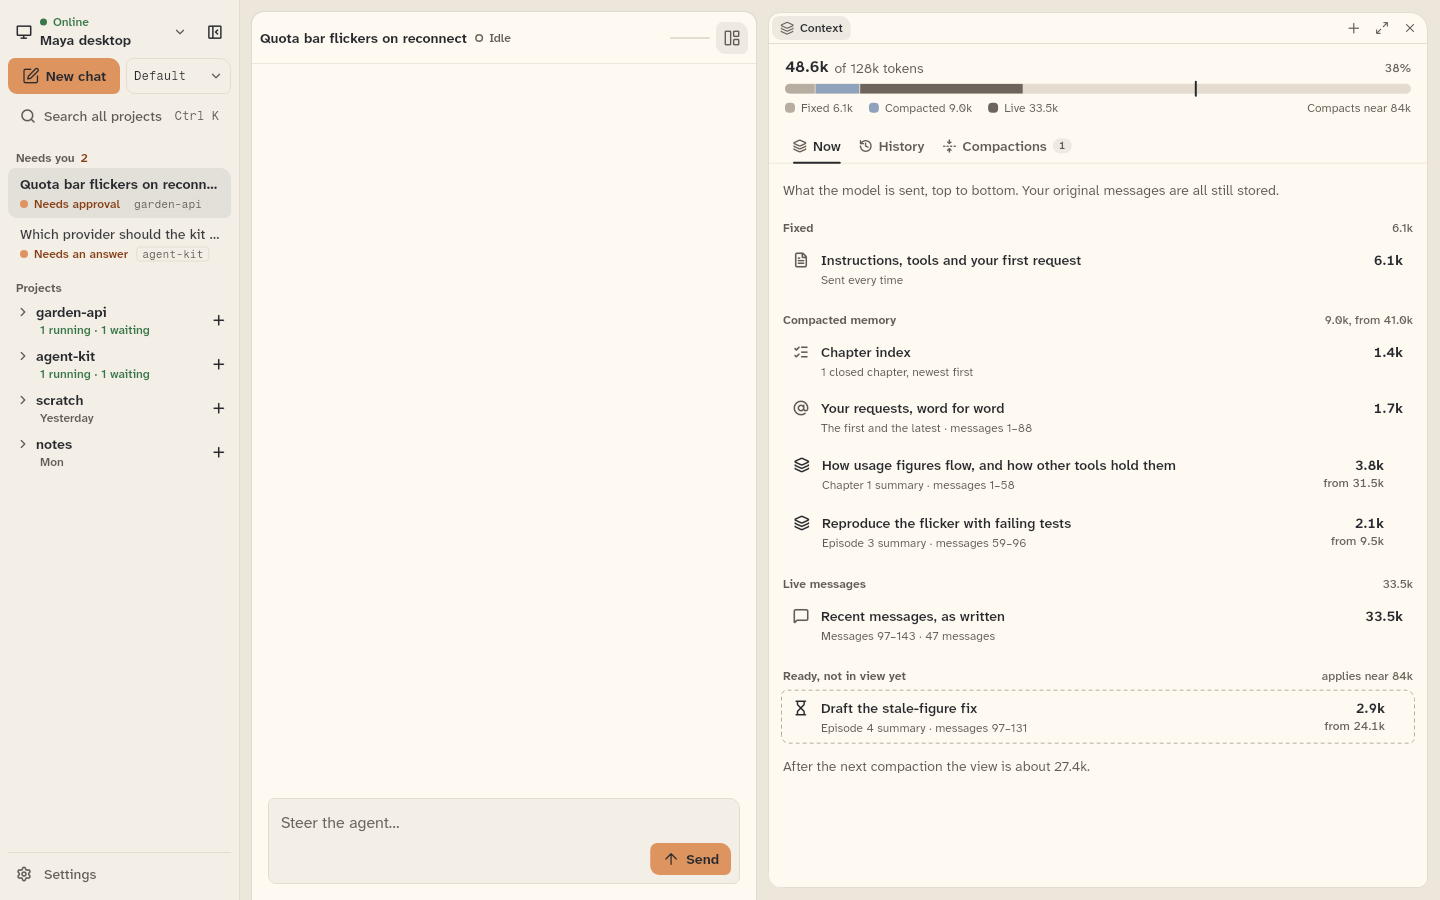 Online
Maya desktop
New chat
Default
Search all projects Ctrl K
Needs you 2
Quota bar flickers on reconn...
Needs approval garden-api
Which provider should the kit ...
Needs an answer agent-kit
Projects
garden-api
1 running · 1 waiting
agent-kit
1 running · 1 waiting
scratch
Yesterday
notes
Mon
Settings
Quota bar flickers on reconnect Idle
Steer the agent...
Send
Context
48.6k of 128k tokens 38%
Fixed 6.1k Compacted 9.0k Live 33.5k Compacts near 84k
Now History Compactions 1
What the model is sent, top to bottom. Your original messages are all still stored.
Fixed 6.1k
Instructions, tools and your first request 6.1k
Sent every time
Compacted memory 9.0k, from 41.0k
Chapter index 1.4k
1 closed chapter, newest first
Your requests, word for word 1.7k
The first and the latest · messages 1–88
How usage figures flow, and how other tools hold them 3.8k
Chapter 1 summary · messages 1–58 from 31.5k
Reproduce the flicker with failing tests 2.1k
Episode 3 summary · messages 59–96 from 9.5k
Live messages 33.5k
Recent messages, as written 33.5k
Messages 97–143 · 47 messages
Ready, not in view yet applies near 84k
Draft the stale-figure fix 2.9k
Episode 4 summary · messages 97–131 from 24.1k
After the next compaction the view is about 27.4k.